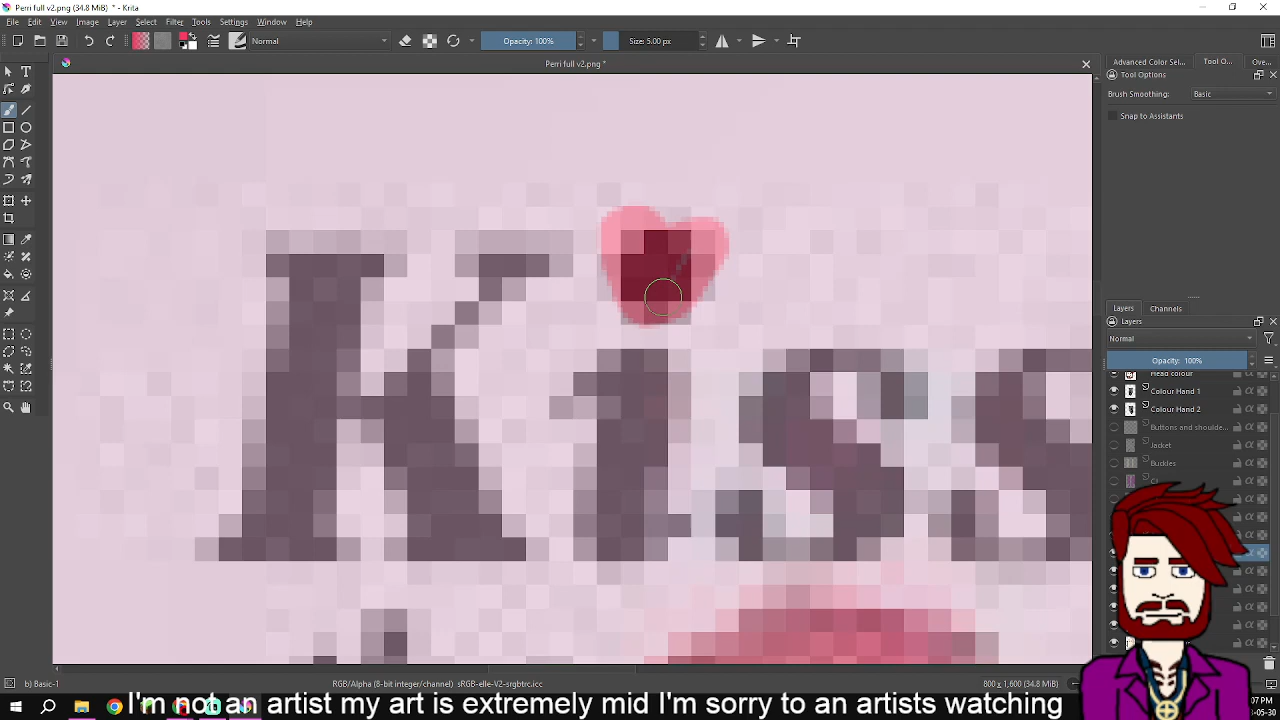 Perri full v2.png (34.8 MiB) * - Krita
File Edit View Image Layer Select Filter Tools Settings Window Help
Normal Opacity: 100% Size: 5.00 px
Perri full v2.png *
Advanced Color Sel... Tool O... Ove...
Tool Options
Brush Smoothing: Basic
Snap to Assistants
Kiss
Layers Channels
Layers
Normal
Opacity: 100%
Head colour
Colour Hand 1
Colour Hand 2
Buttons and shoulde...
Jacket
Buckles
b) Basic-1 RGB/Alpha (8-bit integer/channel) sRGB-elle-V2-srgbtrc.icc 800 x 1,600 (34.8 MiB)
I'm not an artist my art is extremely mid I'm sorry to an artists watching